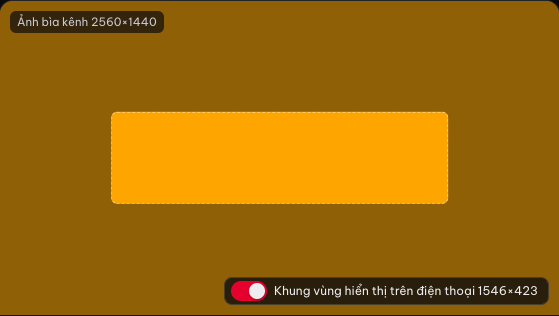 Ảnh bìa kênh 2560×1440
Khung vùng hiển thị trên điện thoại 1546×423